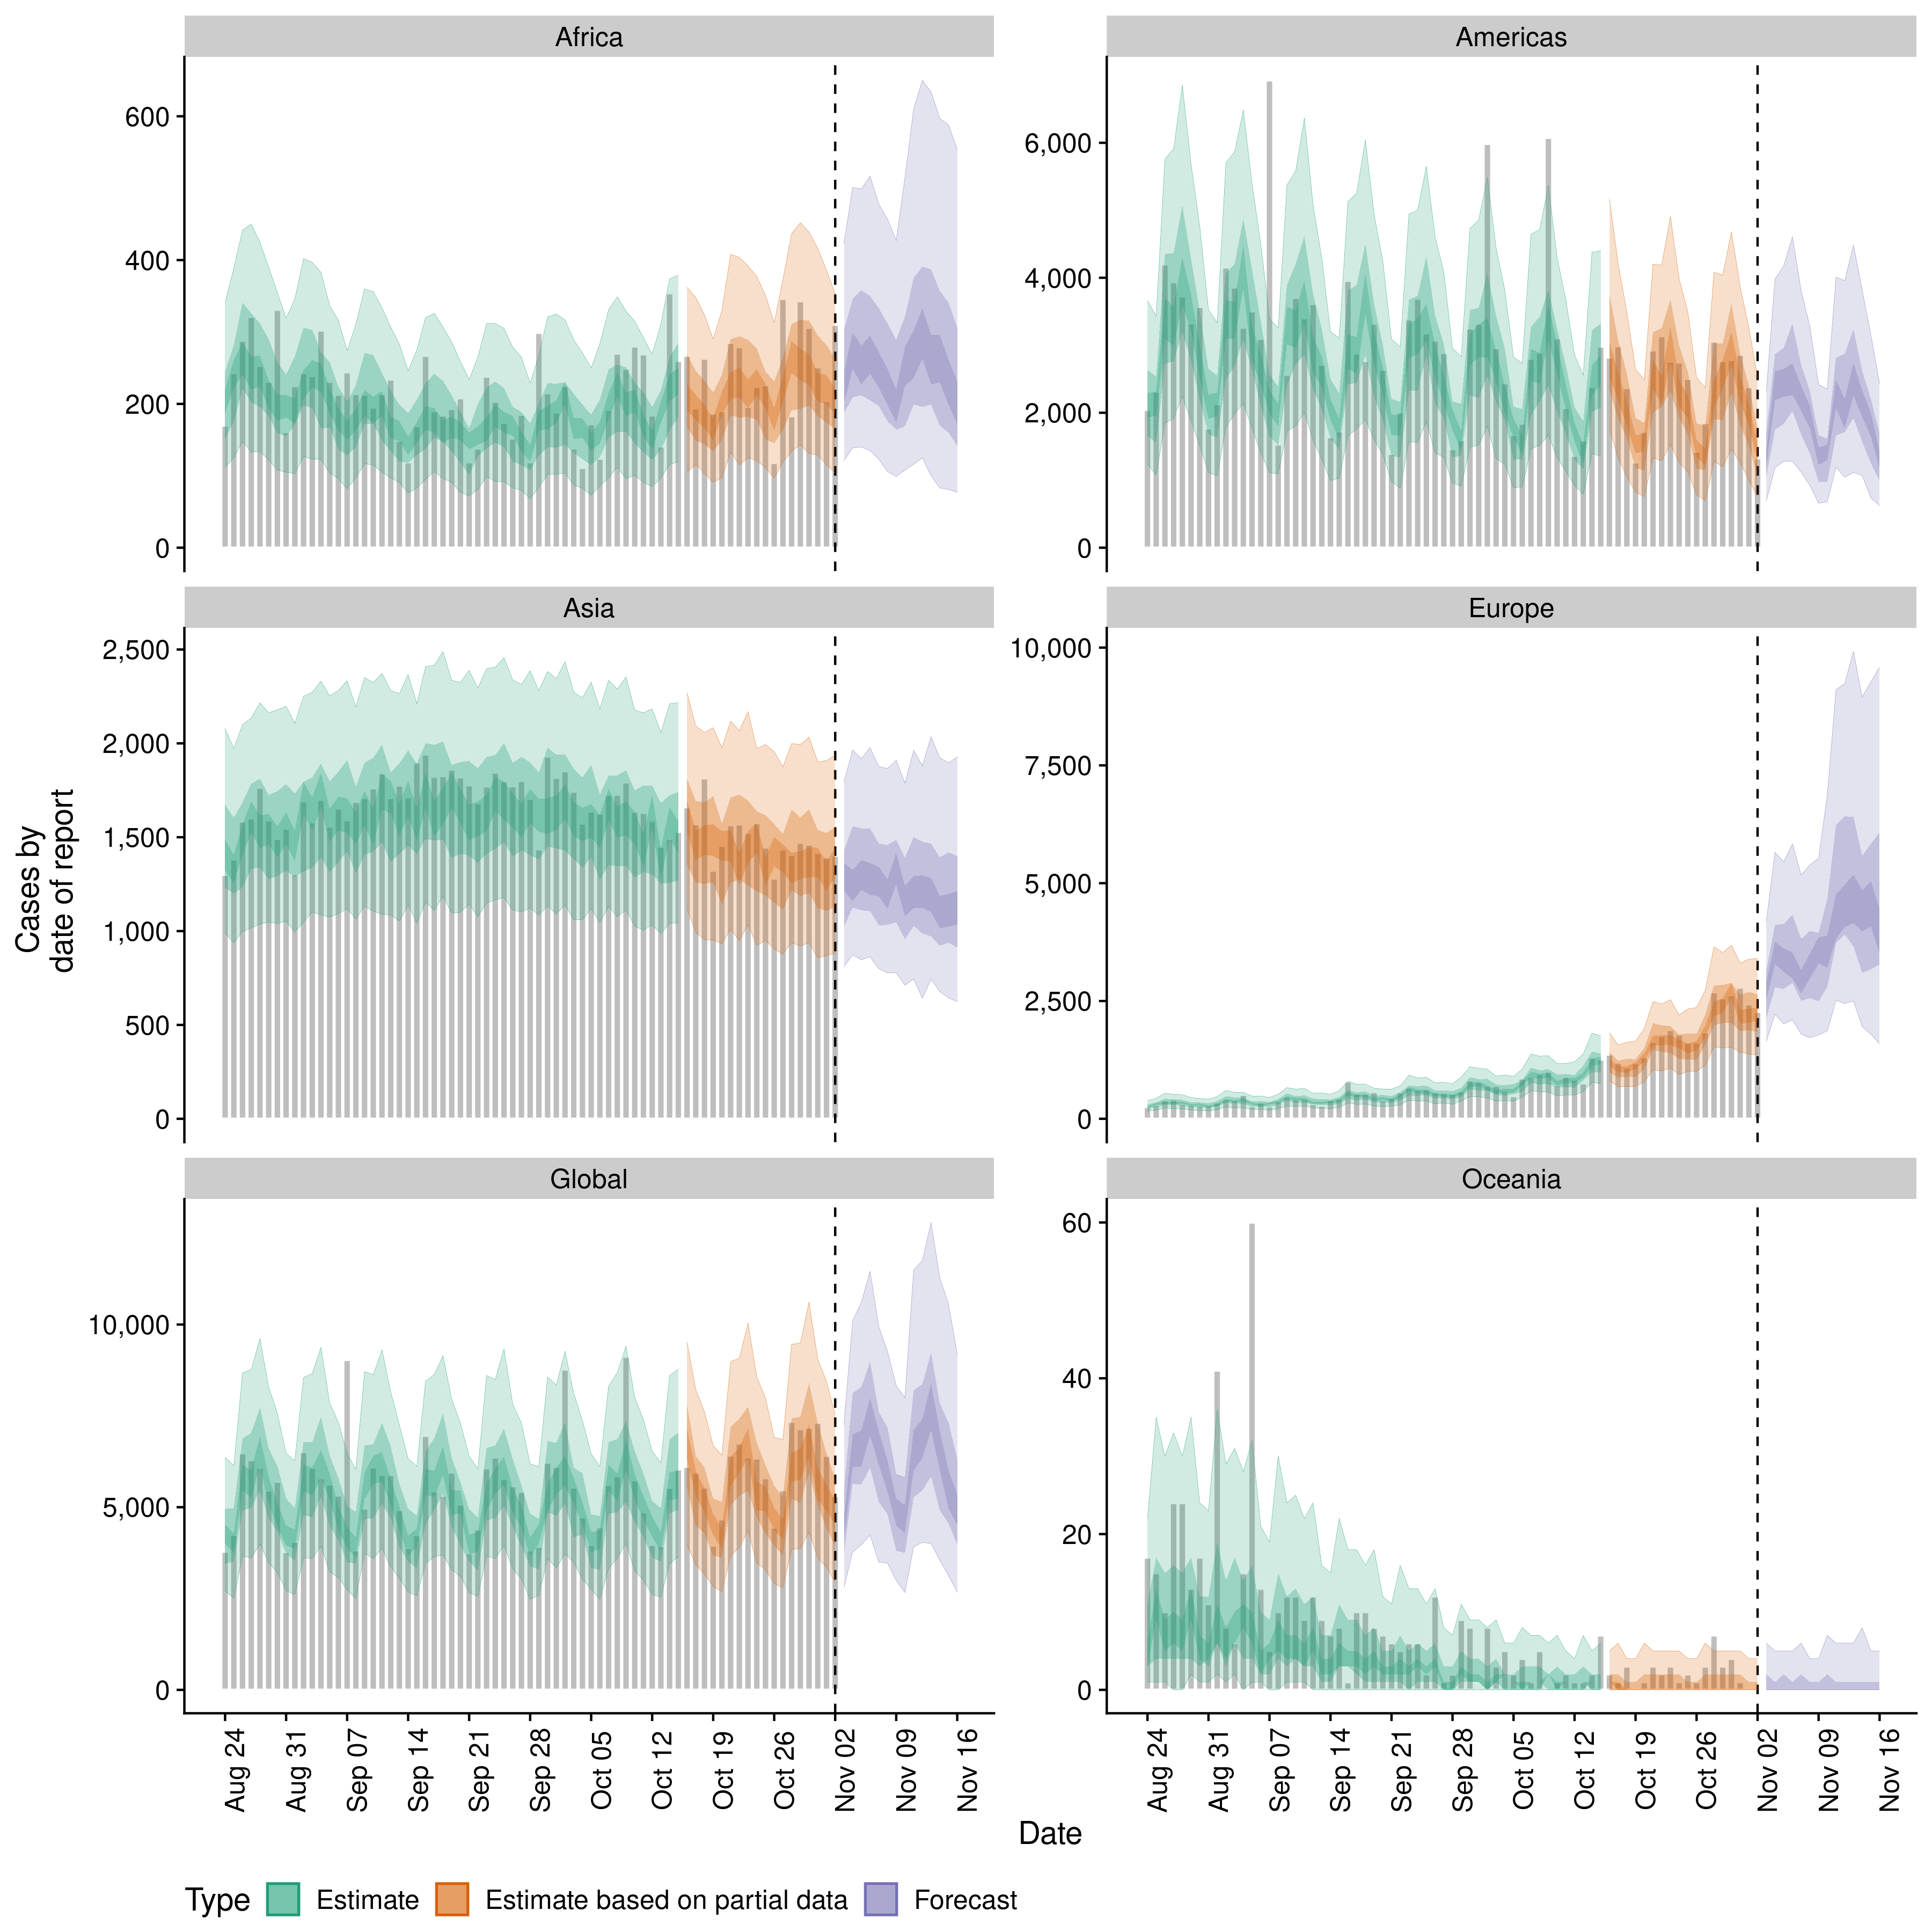 Africa
Americas
600
400
200
0
6,000
4,000
2,000
0
Asia
Europe
2,500
2,000
1,500
1,000
500
0
10,000
7,500
5,000
2,500
0
Cases by
date of report
Global
Oceania
10,000
5,000
0
60
40
20
0
Aug 24
Aug 31
Sep 07
Sep 14
Sep 21
Sep 28
Oct 05
Oct 12
Oct 19
Oct 26
Nov 02
Nov 09
Nov 16
Aug 24
Aug 31
Sep 07
Sep 14
Sep 21
Sep 28
Oct 05
Oct 12
Oct 19
Oct 26
Nov 02
Nov 09
Nov 16
Date
Type Estimate Estimate based on partial data Forecast